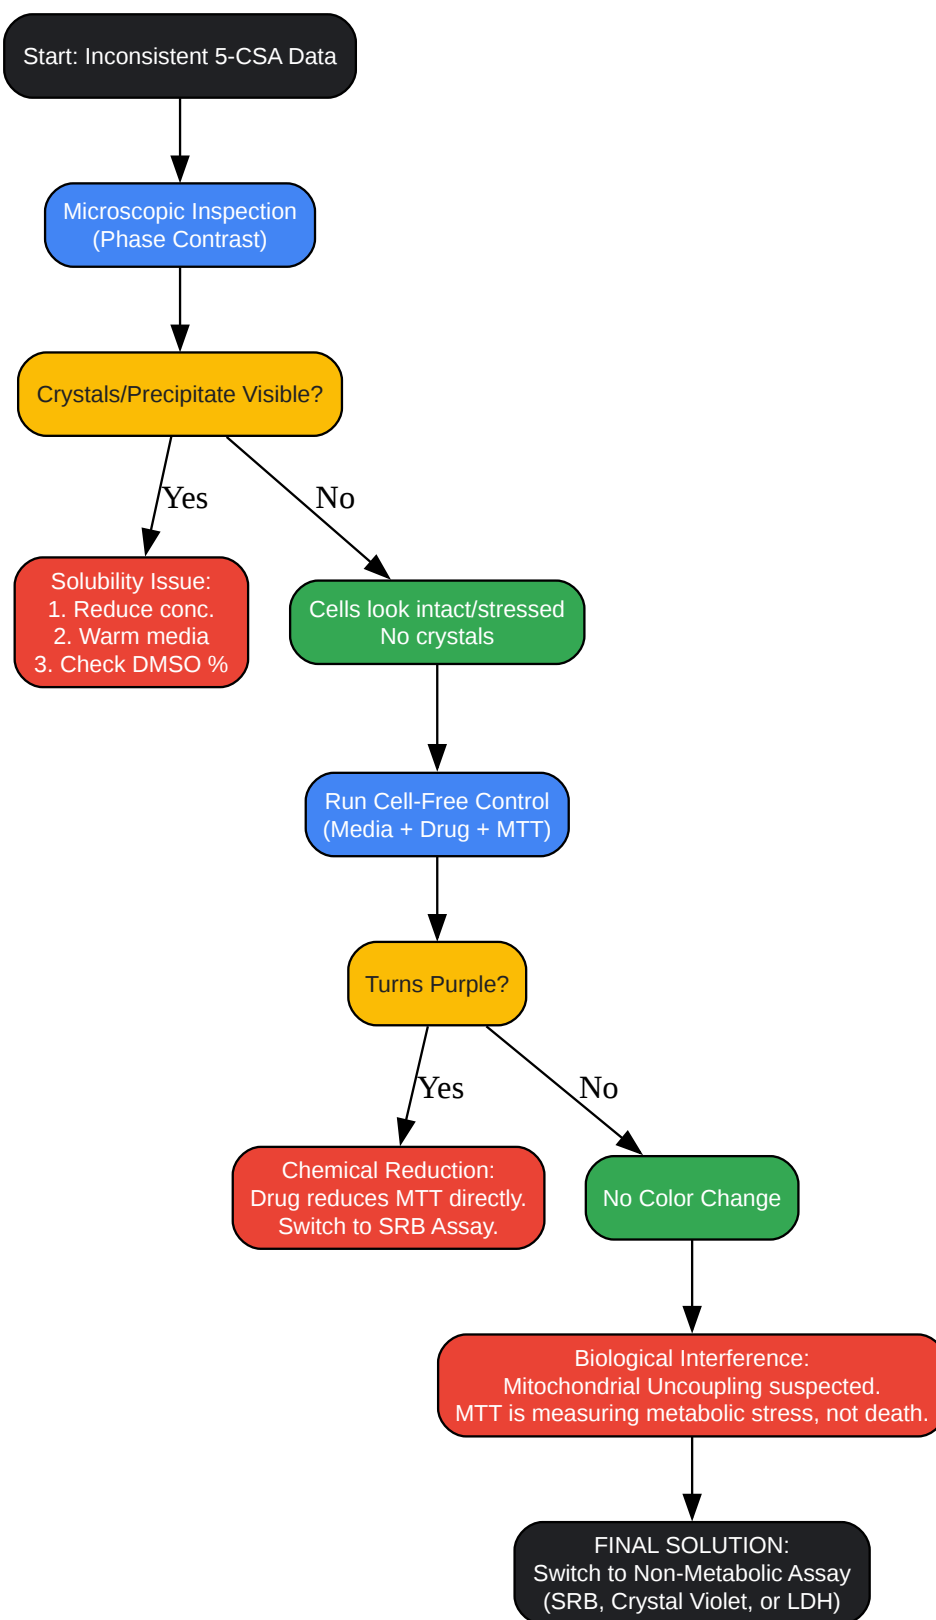 Start: Inconsistent 5-CSA Data
Microscopic Inspection
(Phase Contrast)
Crystals/Precipitate Visible?
Yes
No
Solubility Issue:
1. Reduce conc.
2. Warm media
3. Check DMSO %
Cells look intact/stressed
No crystals
Run Cell-Free Control
(Media + Drug + MTT)
Turns Purple?
Yes
No
Chemical Reduction:
Drug reduces MTT directly.
Switch to SRB Assay.
No Color Change
Biological Interference:
Mitochondrial Uncoupling suspected.
MTT is measuring metabolic stress, not death.
FINAL SOLUTION:
Switch to Non-Metabolic Assay
(SRB, Crystal Violet, or LDH)